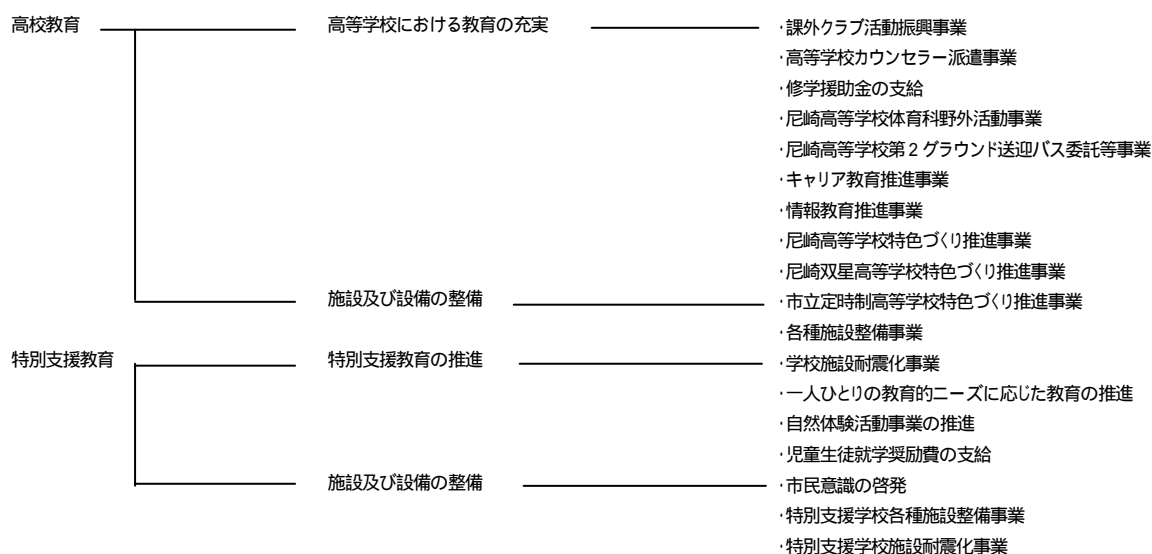 高校教育
高等学校における教育の充実
・課外クラブ活動振興事業
・高等学校カウンセラー派遣事業
・修学援助金の支給
・尼崎高等学校体育科野外活動事業
・尼崎高等学校第2グラウンド送迎バス委託等事業
・キャリア教育推進事業
・情報教育推進事業
・尼崎高等学校特色づくり推進事業
・尼崎双星高等学校特色づくり推進事業
施設及び設備の整備
・市立定時制高等学校特色づくり推進事業
・各種施設整備事業
特別支援教育
特別支援教育の推進
・学校施設耐震化事業
・一人ひとりの教育的ニーズに応じた教育の推進
・自然体験活動事業の推進
・児童生徒就学奨励費の支給
施設及び設備の整備
・市民意識の啓発
・特別支援学校各種施設整備事業
・特別支援学校施設耐震化事業